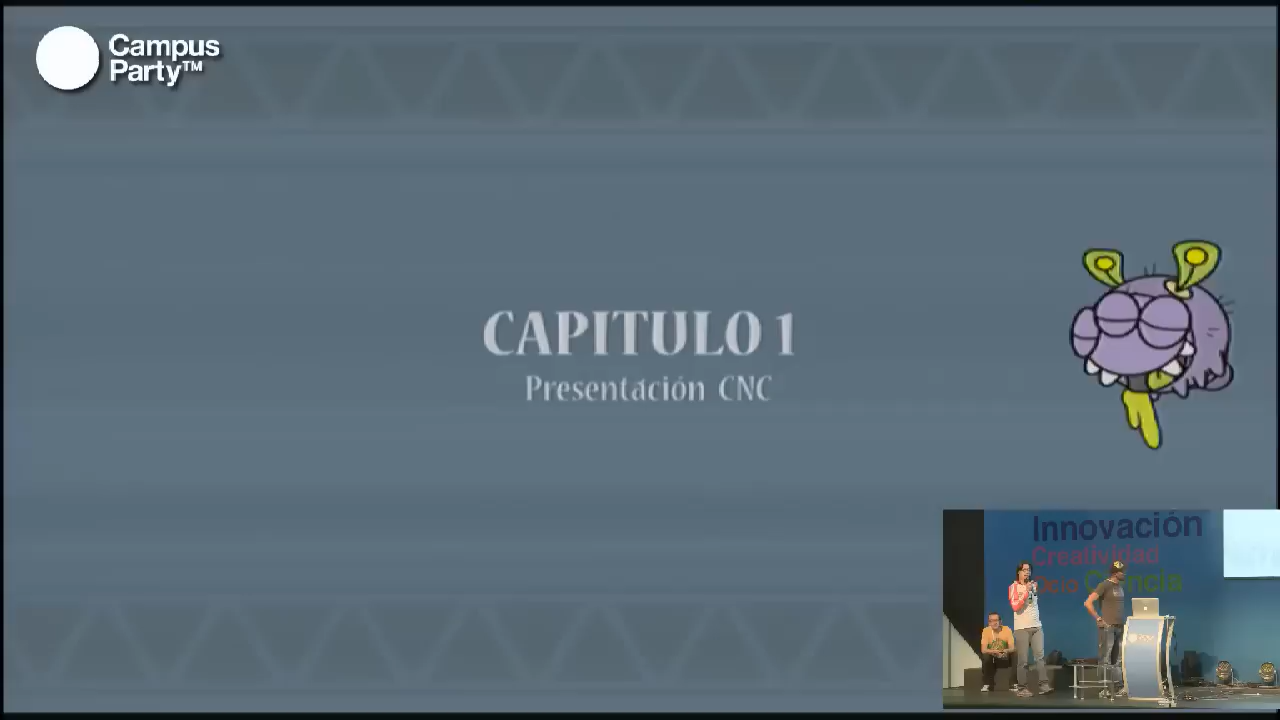 Campus
Party™
CAPITULO 1
Presentación CNC
Innovación
Creatividad
Ocio Ciencia